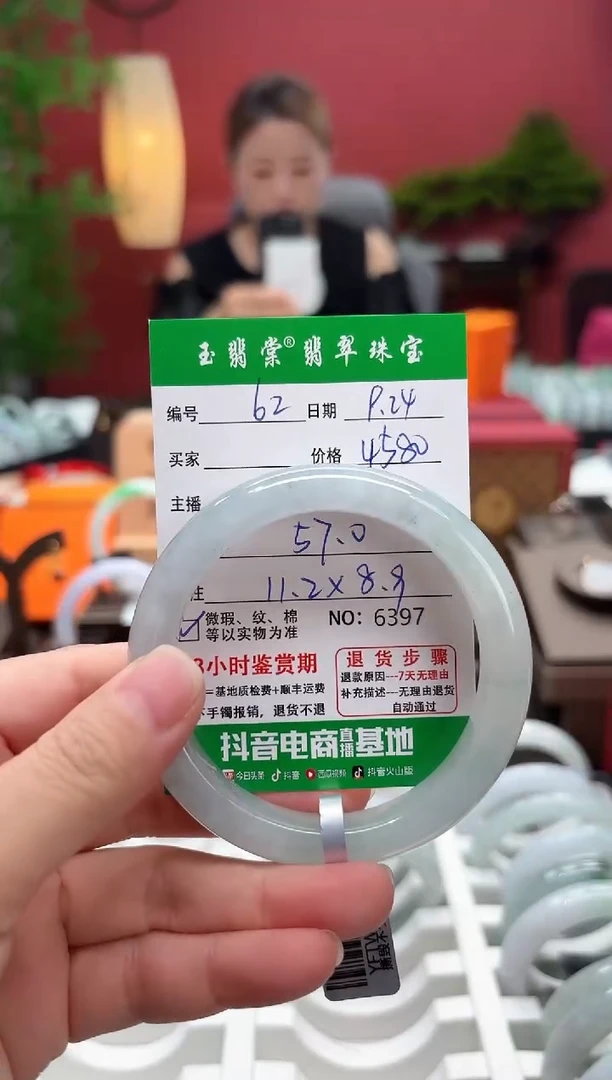 玉翡棠®翡翠珠宝
编号 62 日期 9.24
买家 价格 4580
主播
57.0
注 11.2×8.9
微瑕、纹、棉
等以实物为准
NO: 6397
小时鉴赏期
=基地质检费+顺丰运费
手镯报销，退货不退
退货步骤
退款原因---7天无理由
补充描述---无理由退货
自动通过
抖音电商直播基地
今日头条 抖音 西瓜视频 抖音火山版